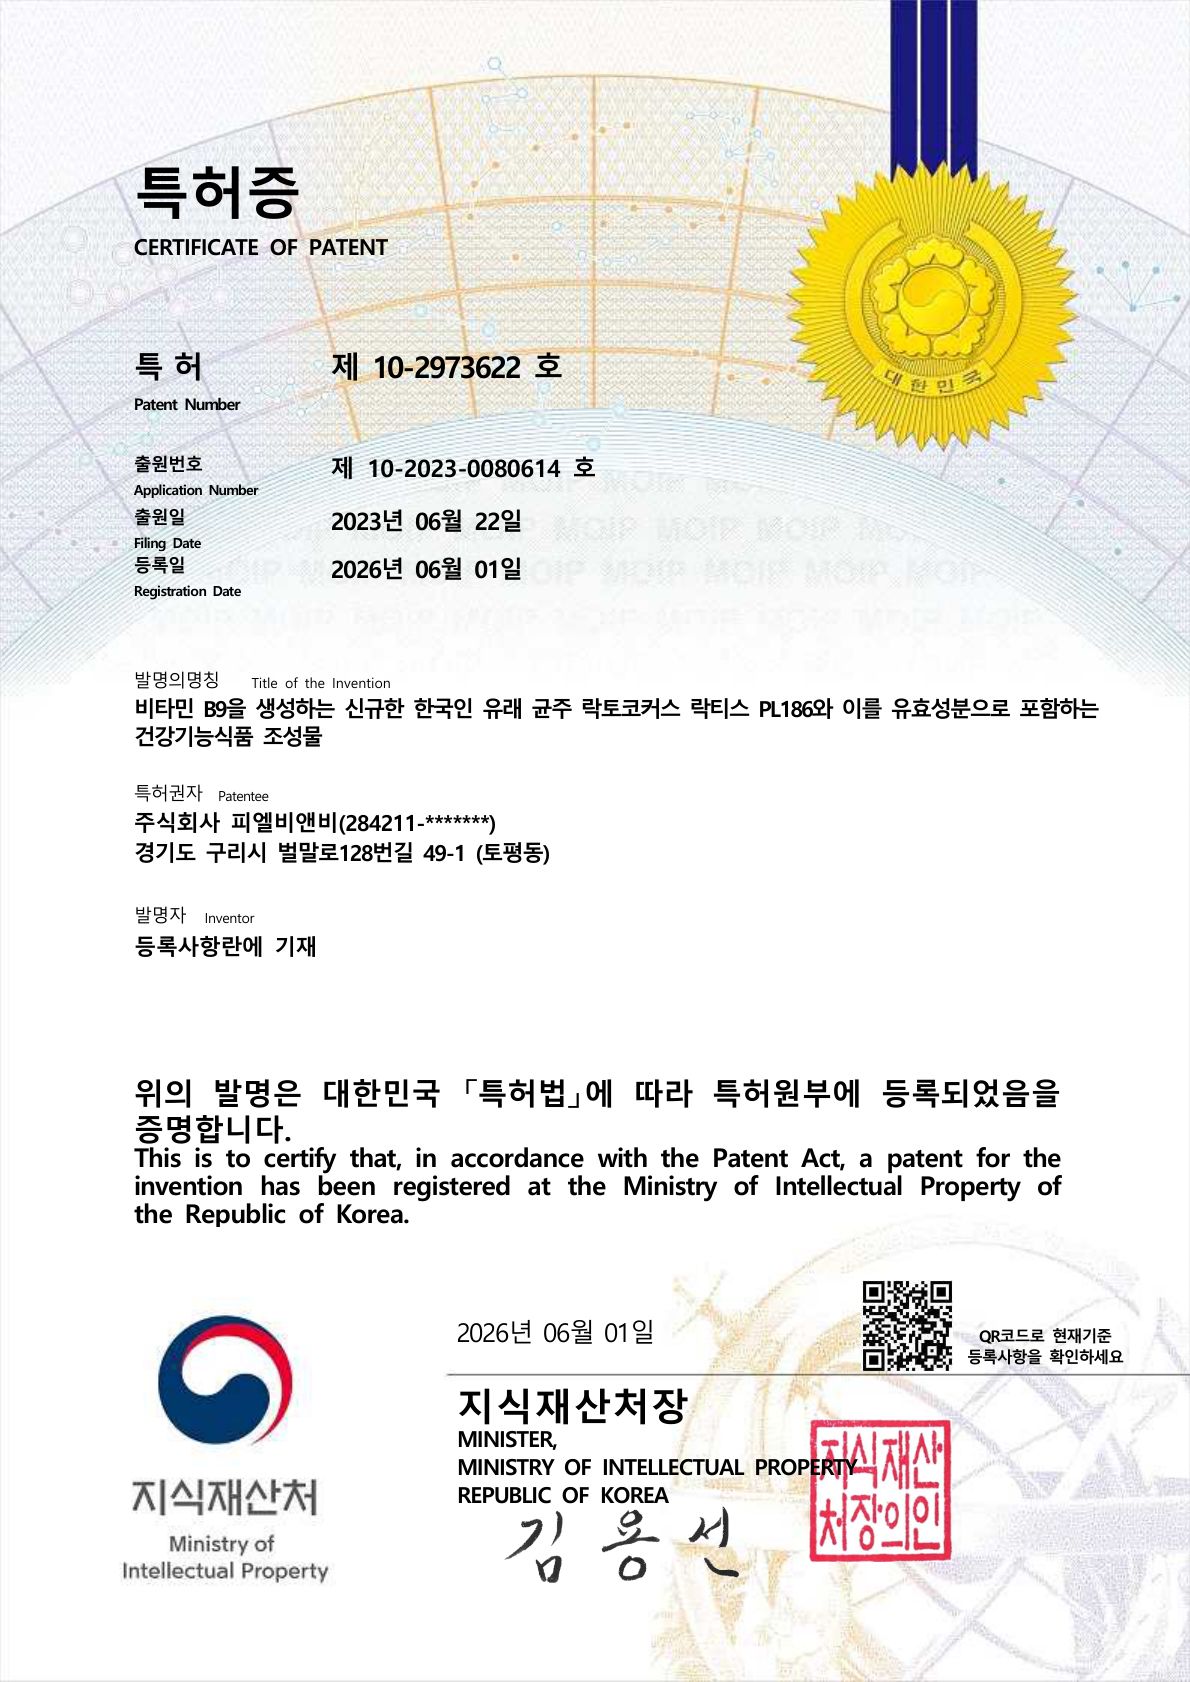 특허증
CERTIFICATE OF PATENT
대한민국
특 허 제 10-2973622 호
Patent Number
출원번호 제 10-2023-0080614 호
Application Number
출원일 2023년 06월 22일
Filing Date
등록일 2026년 06월 01일
Registration Date
MOIP MOIP MOIP
MOIP MOIP MOIP
발명의명칭 Title of the Invention
비타민 B9을 생성하는 신규한 한국인 유래 균주 락토코커스 락티스 PL186와 이를 유효성분으로 포함하는
건강기능식품 조성물
특허권자 Patentee
주식회사 피엘비앤비(284211-*******)
경기도 구리시 벌말로128번길 49-1 (토평동)
발명자 Inventor
등록사항란에 기재
위의 발명은 대한민국 「특허법」에 따라 특허원부에 등록되었음을
증명합니다.
This is to certify that, in accordance with the Patent Act, a patent for the
invention has been registered at the Ministry of Intellectual Property of
the Republic of Korea.
2026년 06월 01일
QR코드로 현재기준
등록사항을 확인하세요
지식재산처장
MINISTER,
MINISTRY OF INTELLECTUAL PROPERTY
REPUBLIC OF KOREA
김 용 선
지식재산
처장의인
지식재산처
Ministry of
Intellectual Property